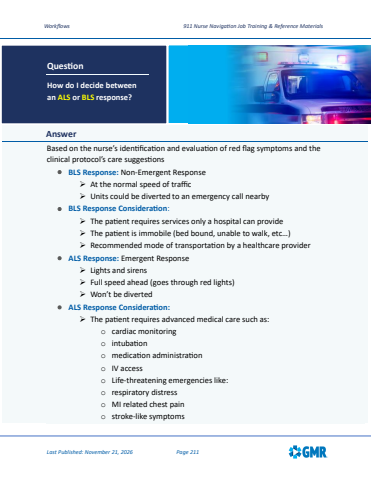 Workflows 911 Nurse Navigation Job Training & Reference Materials
Question
How do I decide between
an ALS or BLS response?
Answer
Based on the nurse's identification and evaluation of red flag symptoms and the
clinical protocol's care suggestions
● BLS Response: Non-Emergent Response
➢ At the normal speed of traffic
➢ Units could be diverted to an emergency call nearby
● BLS Response Consideration:
➢ The patient requires services only a hospital can provide
➢ The patient is immobile (bed bound, unable to walk, etc...)
➢ Recommended mode of transportation by a healthcare provider
● ALS Response: Emergent Response
➢ Lights and sirens
➢ Full speed ahead (goes through red lights)
➢ Won't be diverted
● ALS Response Consideration:
➢ The patient requires advanced medical care such as:
o cardiac monitoring
o intubation
o medication administration
o IV access
o Life-threatening emergencies like:
o respiratory distress
o MI related chest pain
o stroke-like symptoms
Last Published: November 21, 2026 Page 211 GMR